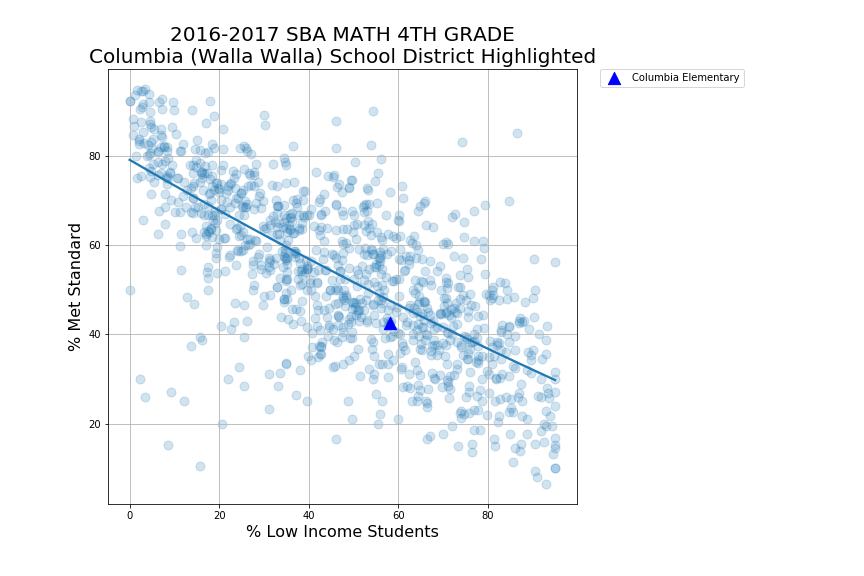 2016-2017 SBA MATH 4TH GRADE
Columbia (Walla Walla) School District Highlighted
Columbia Elementary
% Met Standard
80
60
40
20
0
20
40
60
80
% Low Income Students